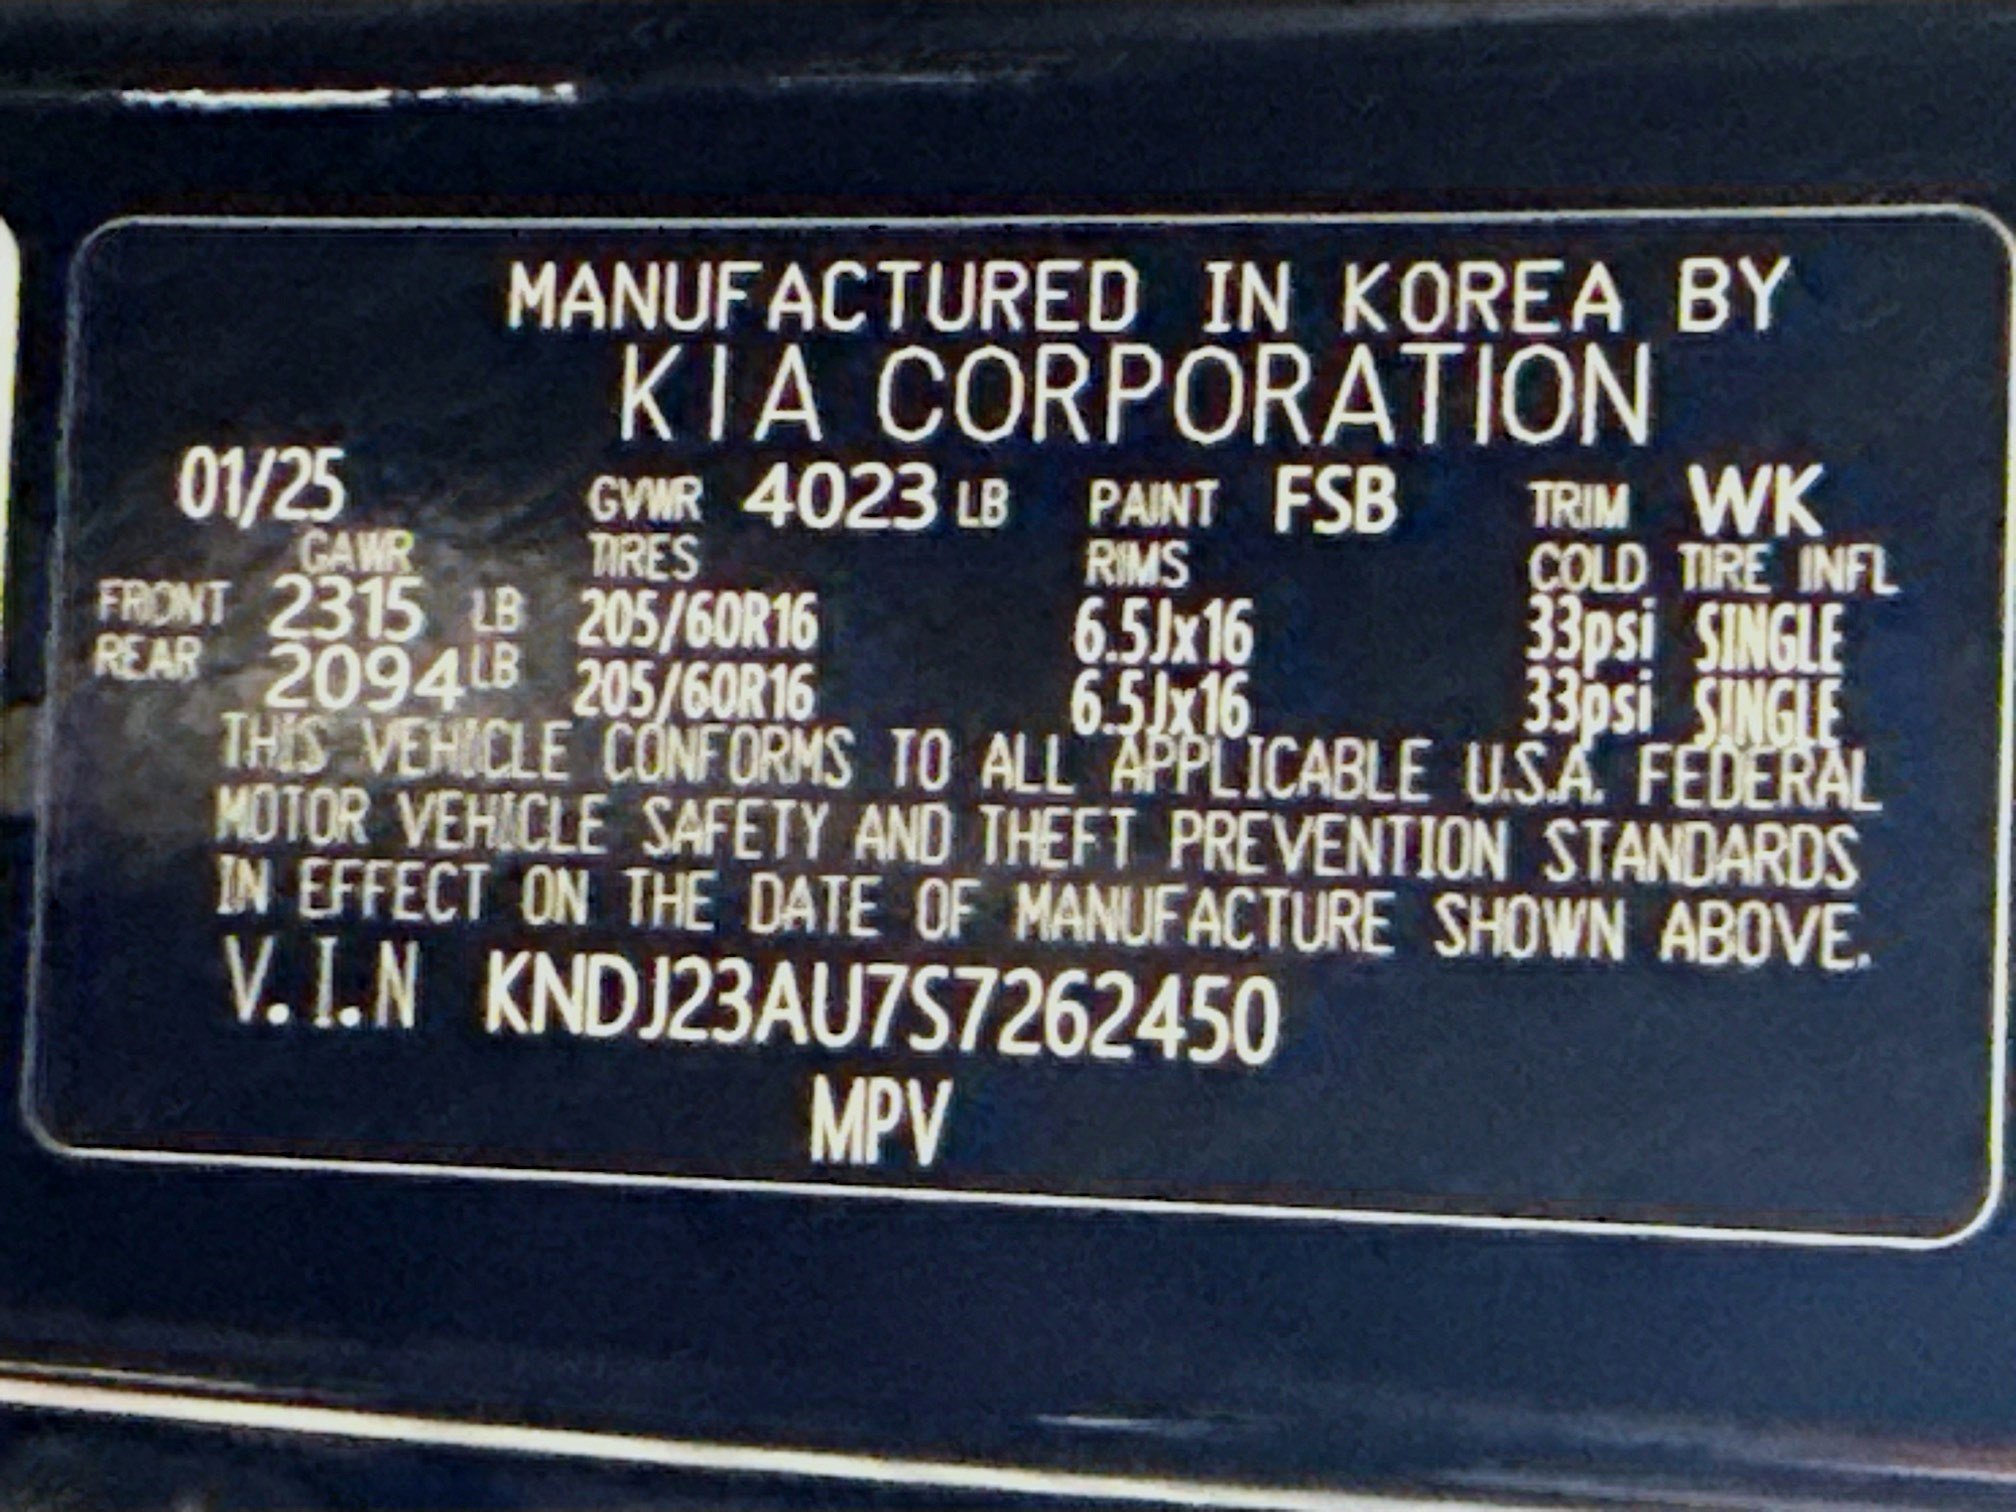 MANUFACTURED IN KOREA BY
KIA CORPORATION
01/25 GVWR 4023 LB PAINT FSB TRIM WK
GAWR TIRES RIMS COLD TIRE INFL
FRONT 2315 LB 205/60R16 6.5Jx16 33psi SINGLE
REAR 2094 LB 205/60R16 6.5Jx16 33psi SINGLE
THIS VEHICLE CONFORMS TO ALL APPLICABLE U.S.A. FEDERAL
MOTOR VEHICLE SAFETY AND THEFT PREVENTION STANDARDS
IN EFFECT ON THE DATE OF MANUFACTURE SHOWN ABOVE.
V.I.N KNDJ23AU7S7262450
MPV